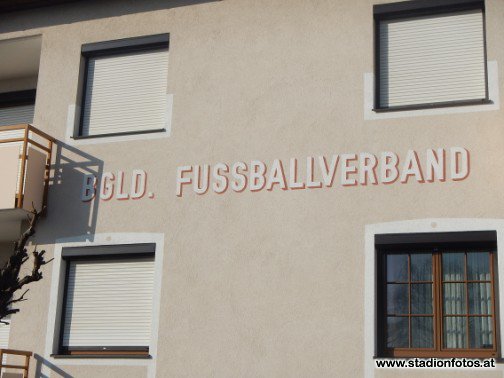 BGLD. FUSSBALLVERBAND
www.stadionfotos.at